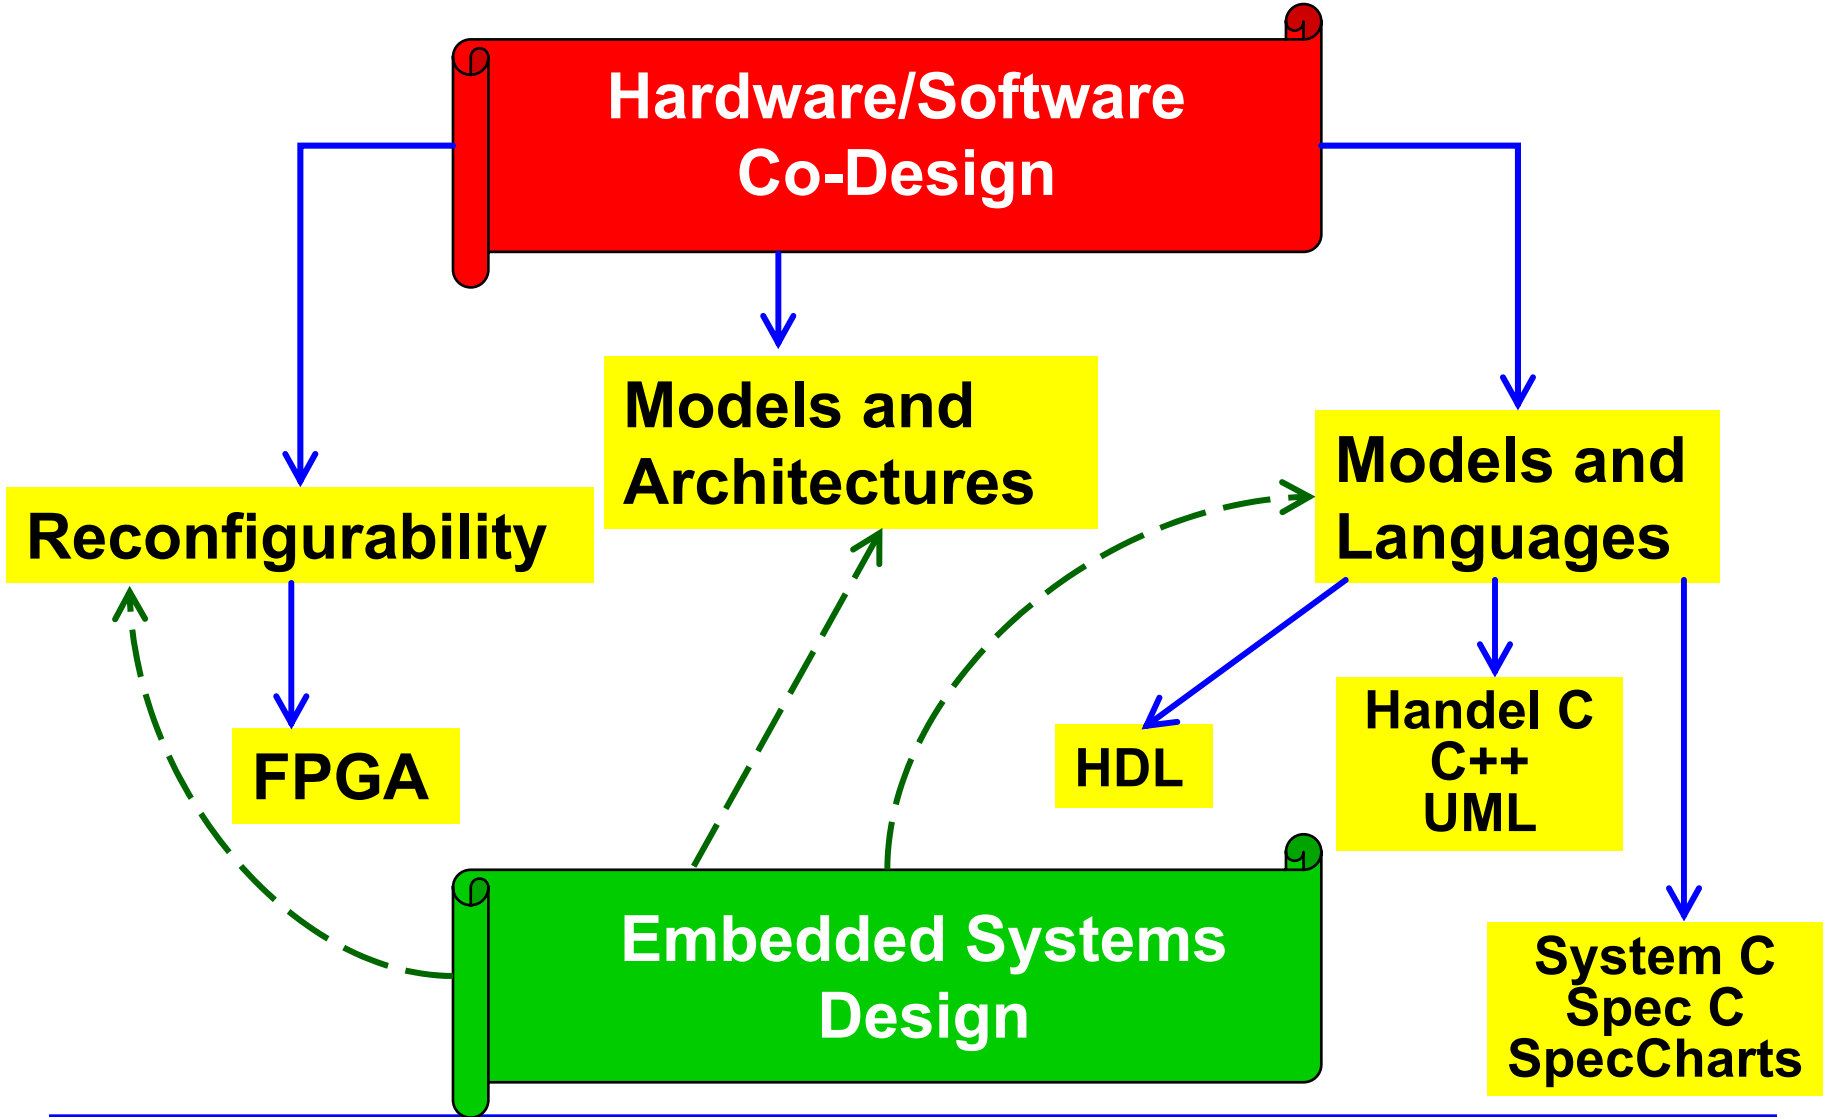 Hardware/Software
Co-Design
Models and
Architectures
Models and
Languages
Reconfigurability
FPGA
HDL
Handel C
C++
UML
Embedded Systems
Design
System C
Spec C
SpecCharts